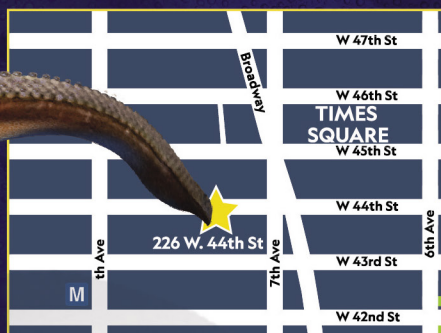 W 47th St
Broadway
W 46th St
TIMES
SQUARE
W 45th St
W 44th St
226 W. 44th St
th Ave
7th Ave
6th Ave
W 43rd St
M
W 42nd St